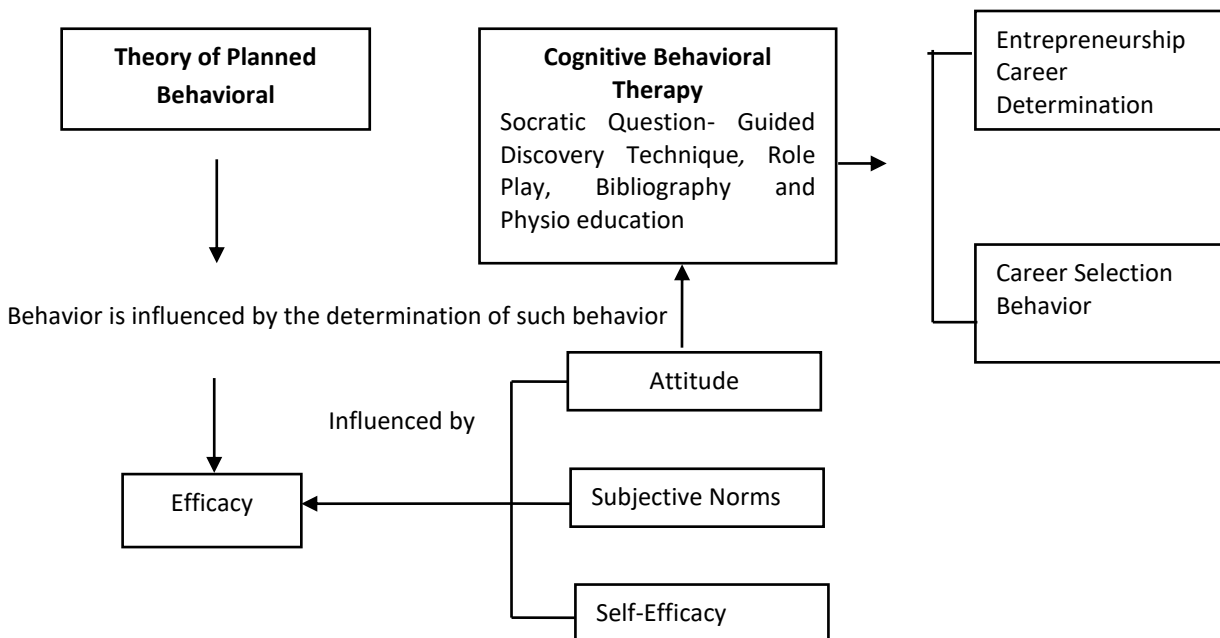 Theory of Planned
Behavioral
Cognitive Behavioral
Therapy
Socratic Question- Guided
Discovery Technique, Role
Play, Bibliography and
Physio education
Entrepreneurship
Career
Determination
Career Selection
Behavior
Behavior is influenced by the determination of such behavior
Attitude
Influenced by
Efficacy
Subjective Norms
Self-Efficacy